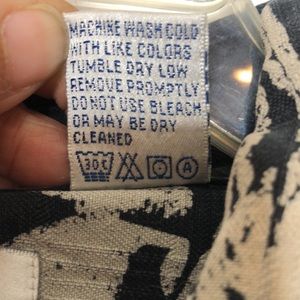 MACHINE WASH COLD
WITH LIKE COLORS
TUMBLE DRY LOW
REMOVE PROMPTLY
DO NOT USE BLEACH
OR MAY BE DRY
CLEANED
30C A